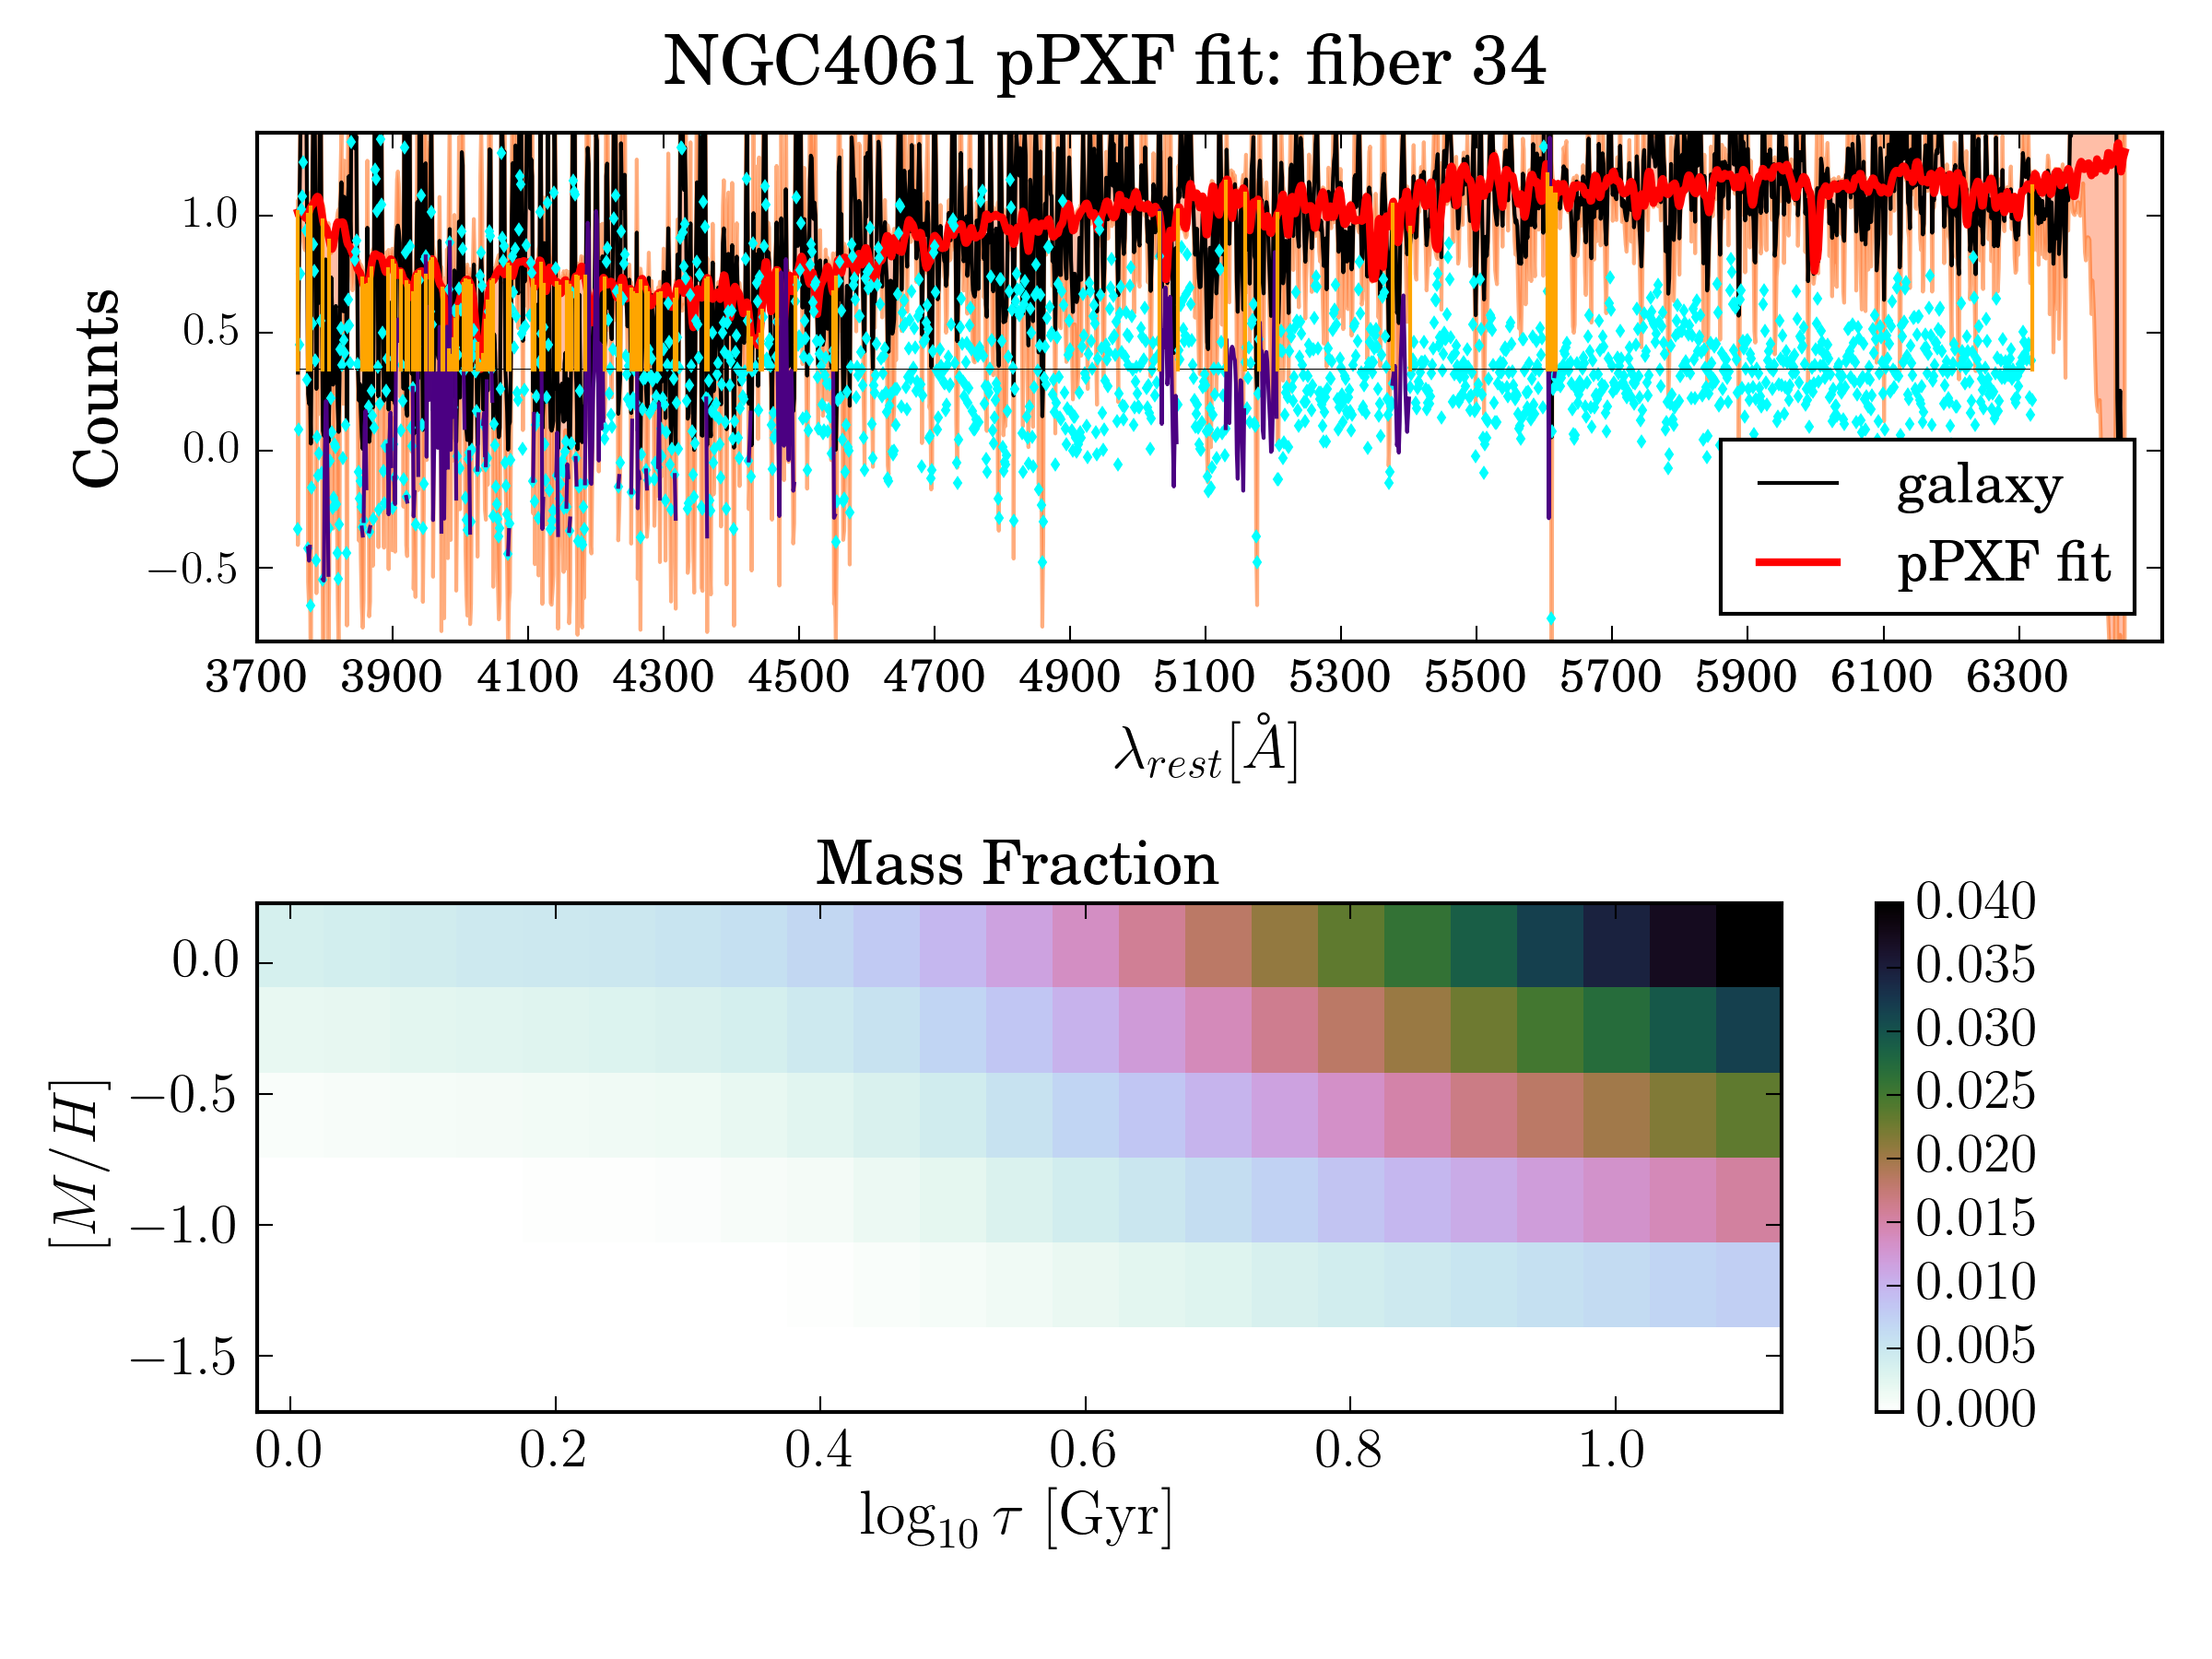 NGC4061 pPXF fit: fiber 34
Counts
1.0
0.5
0.0
−0.5
galaxy
pPXF fit
3700 3900 4100 4300 4500 4700 4900 5100 5300 5500 5700 5900 6100 6300
λrest[Å]
Mass Fraction
[M/H]
0.0
−0.5
−1.0
−1.5
0.0 0.2 0.4 0.6 0.8 1.0
log10 τ [Gyr]
0.040
0.035
0.030
0.025
0.020
0.015
0.010
0.005
0.000